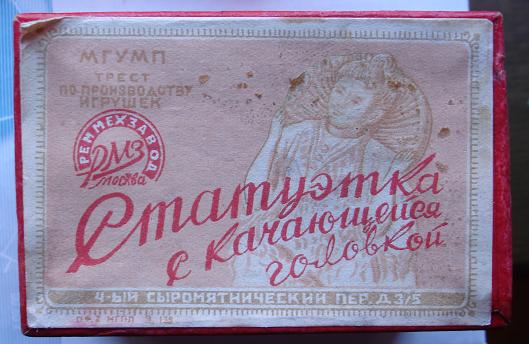 МГУМП
ТРЕСТ
ПО ПРОИЗВОДСТВУ
ИГРУШЕК
РЕММЕХЗАВОД
РМЗ
МОСКВА
Статуэтка
с качающейся
головкой
4-ЫЙ СЫРОМЯТНИЧЕСКИЙ ПЕР. Д 3/5